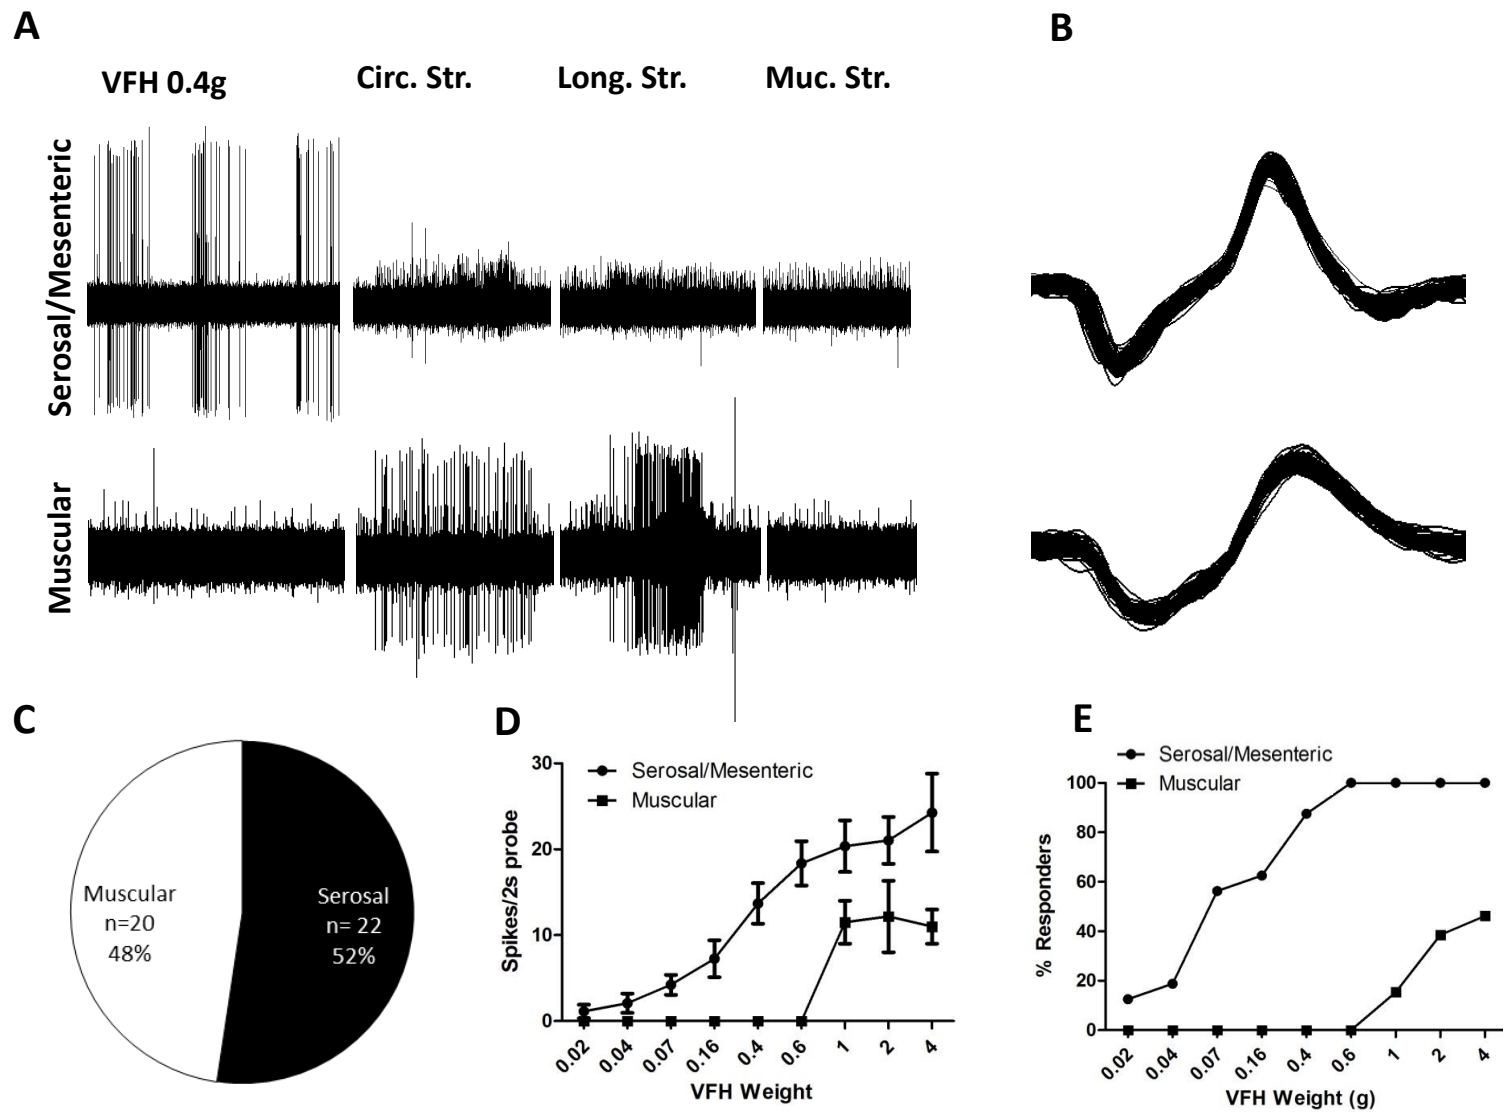 A
B
VFH 0.4g
Circ. Str.
Long. Str.
Muc. Str.
Serosal/Mesenteric
Muscular
C
Muscular
n=20
48%
Serosal
n= 22
52%
D
Serosal/Mesenteric
Muscular
30
20
10
0
Spikes/2s probe
0.02
0.04
0.07
0.16
0.4
0.6
1
2
4
VFH Weight
E
Serosal/Mesenteric
Muscular
100
80
60
40
20
0
% Responders
0.02
0.04
0.07
0.16
0.4
0.6
1
2
4
VFH Weight (g)